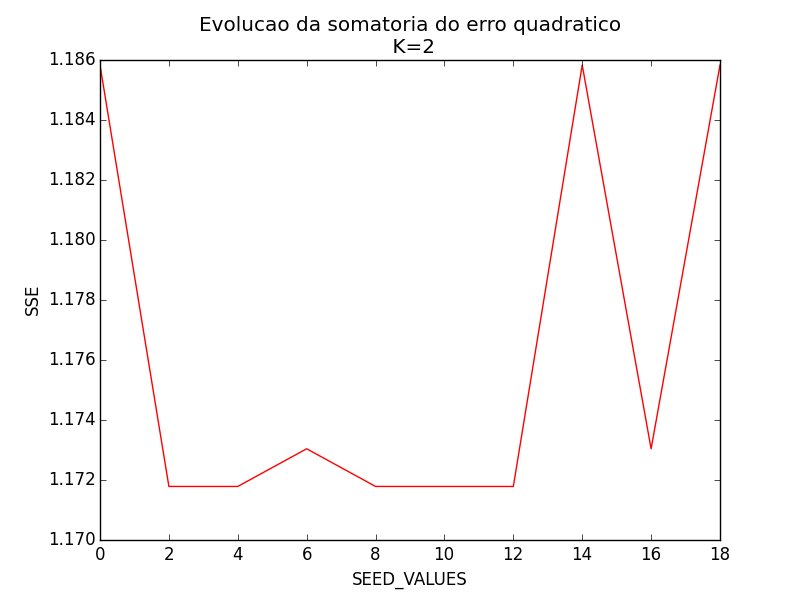 Evolucao da somatoria do erro quadratico
K=2
1.186
1.184
1.182
1.180
1.178
1.176
1.174
1.172
1.170
SSE
0 2 4 6 8 10 12 14 16 18
SEED_VALUES